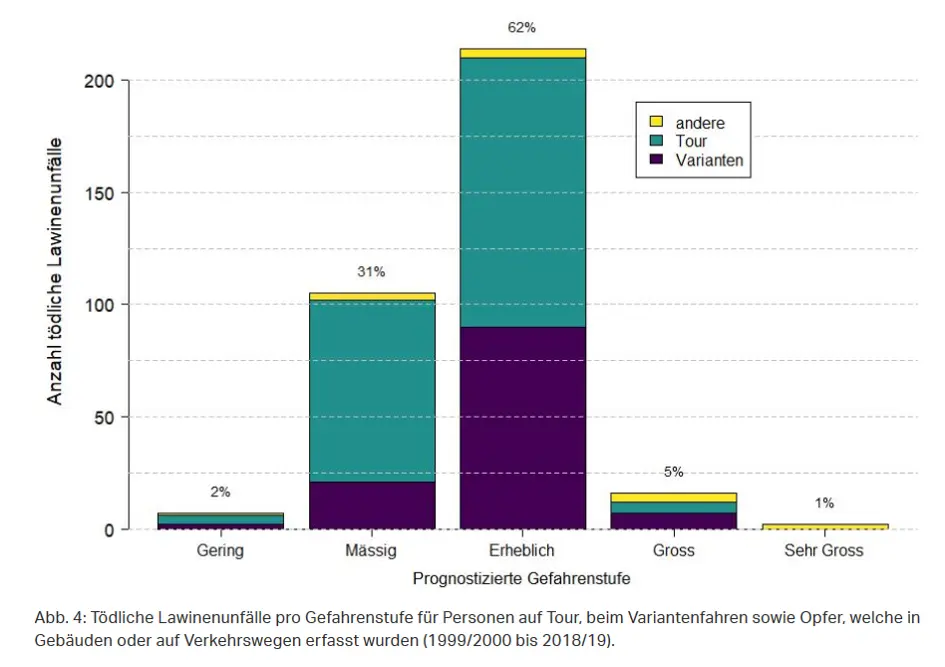 62%
200
andere
Tour
Varianten
Anzahl tödliche Lawinenunfälle
150
31%
100
50
5%
2%
1%
0
Gering Mässig Erheblich Gross Sehr Gross
Prognostizierte Gefahrenstufe
Abb. 4: Tödliche Lawinenunfälle pro Gefahrenstufe für Personen auf Tour, beim Variantenfahren sowie Opfer, welche in
Gebäuden oder auf Verkehrswegen erfasst wurden (1999/2000 bis 2018/19).